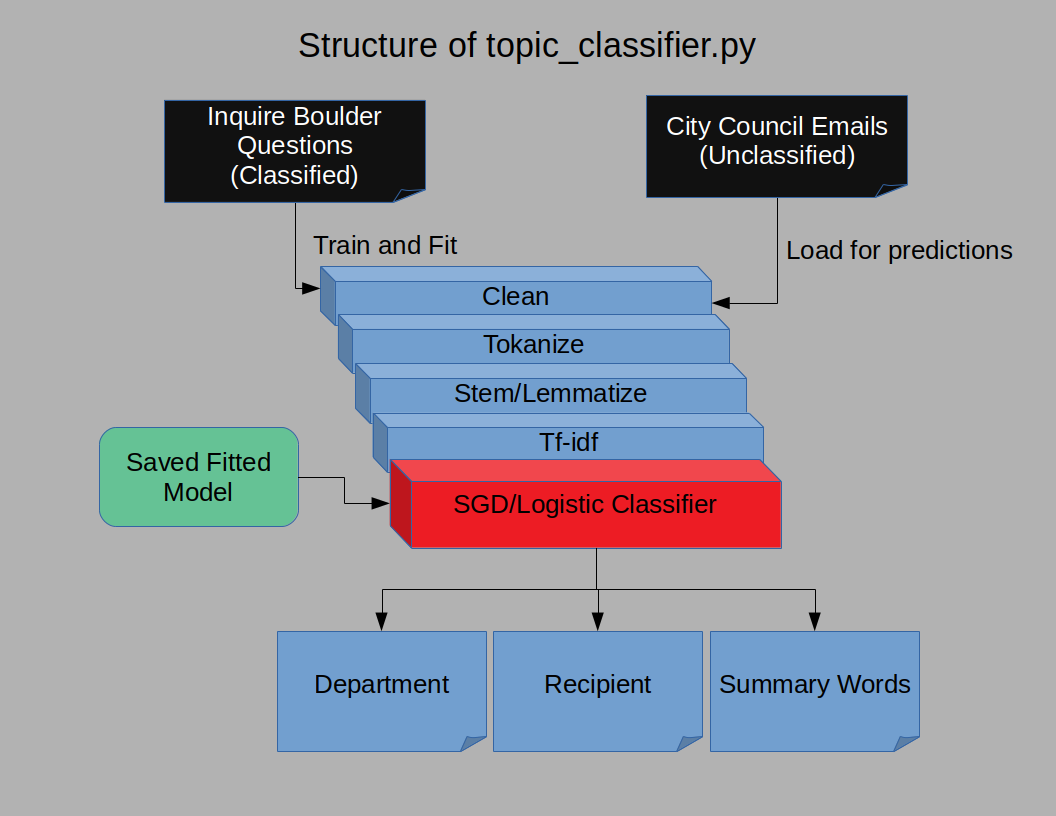 Structure of topic_classifier.py
Inquire Boulder
Questions
(Classified)
City Council Emails
(Unclassified)
Train and Fit
Load for predictions
Clean
Tokanize
Stem/Lemmatize
Tf-idf
Saved Fitted
Model
SGD/Logistic Classifier
Department
Recipient
Summary Words